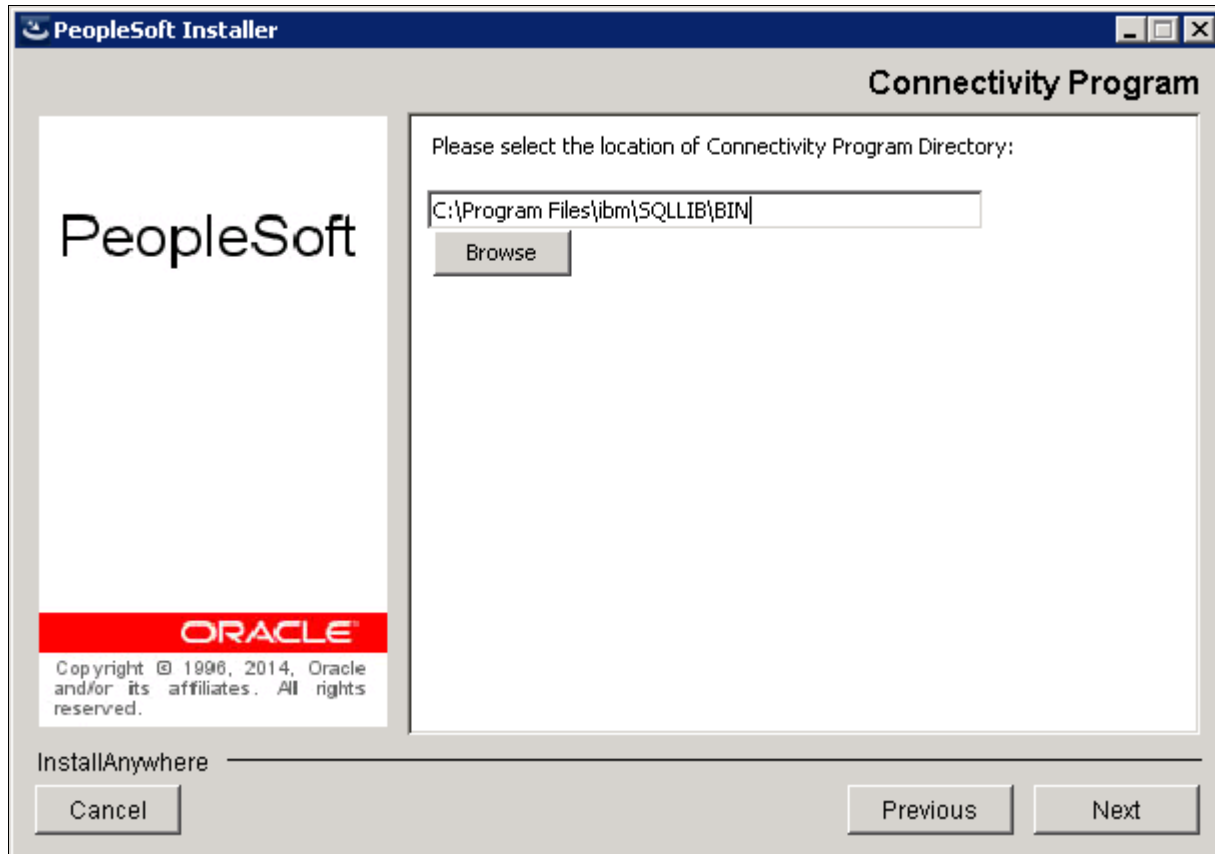 PeopleSoft Installer
Connectivity Program
Please select the location of Connectivity Program Directory:
C:\Program Files\ibm\SQLLIB\BIN
Browse
PeopleSoft
ORACLE
Copyright © 1996, 2014, Oracle
and/or its affiliates. All rights
reserved.
InstallAnywhere
Cancel
Previous
Next